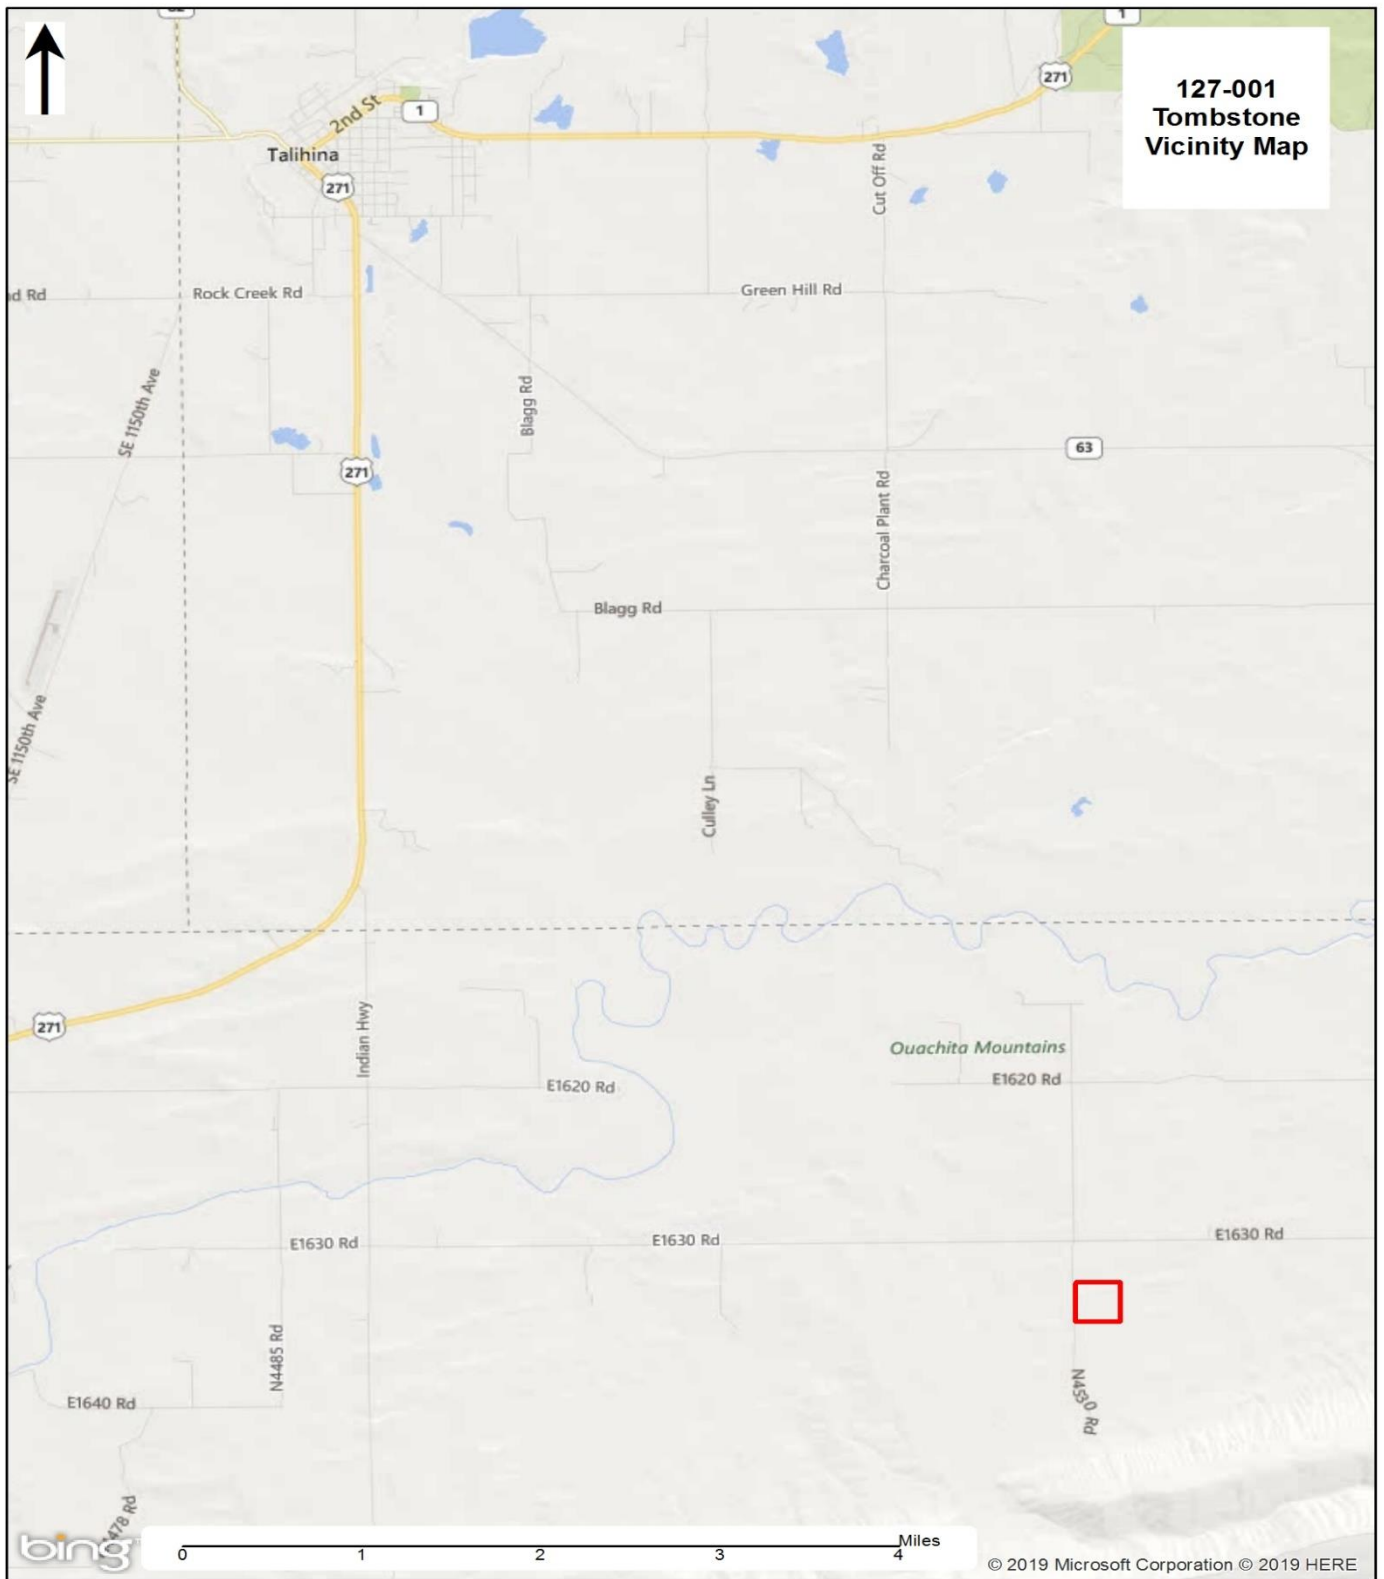 1
271
127-001
Tombstone
Vicinity Map
2nd St
1
Talihina
271
Cut Off Rd
Rock Creek Rd
Green Hill Rd
SE 1150th Ave
Blagg Rd
63
271
Charcoal Plant Rd
Blagg Rd
SE 1150th Ave
Culley Ln
271
Indian Hwy
Ouachita Mountains
E1620 Rd
E1620 Rd
E1630 Rd
E1630 Rd
E1630 Rd
N4485 Rd
N4530 Rd
E1640 Rd
bing
0 1 2 3 4 Miles
© 2019 Microsoft Corporation © 2019 HERE